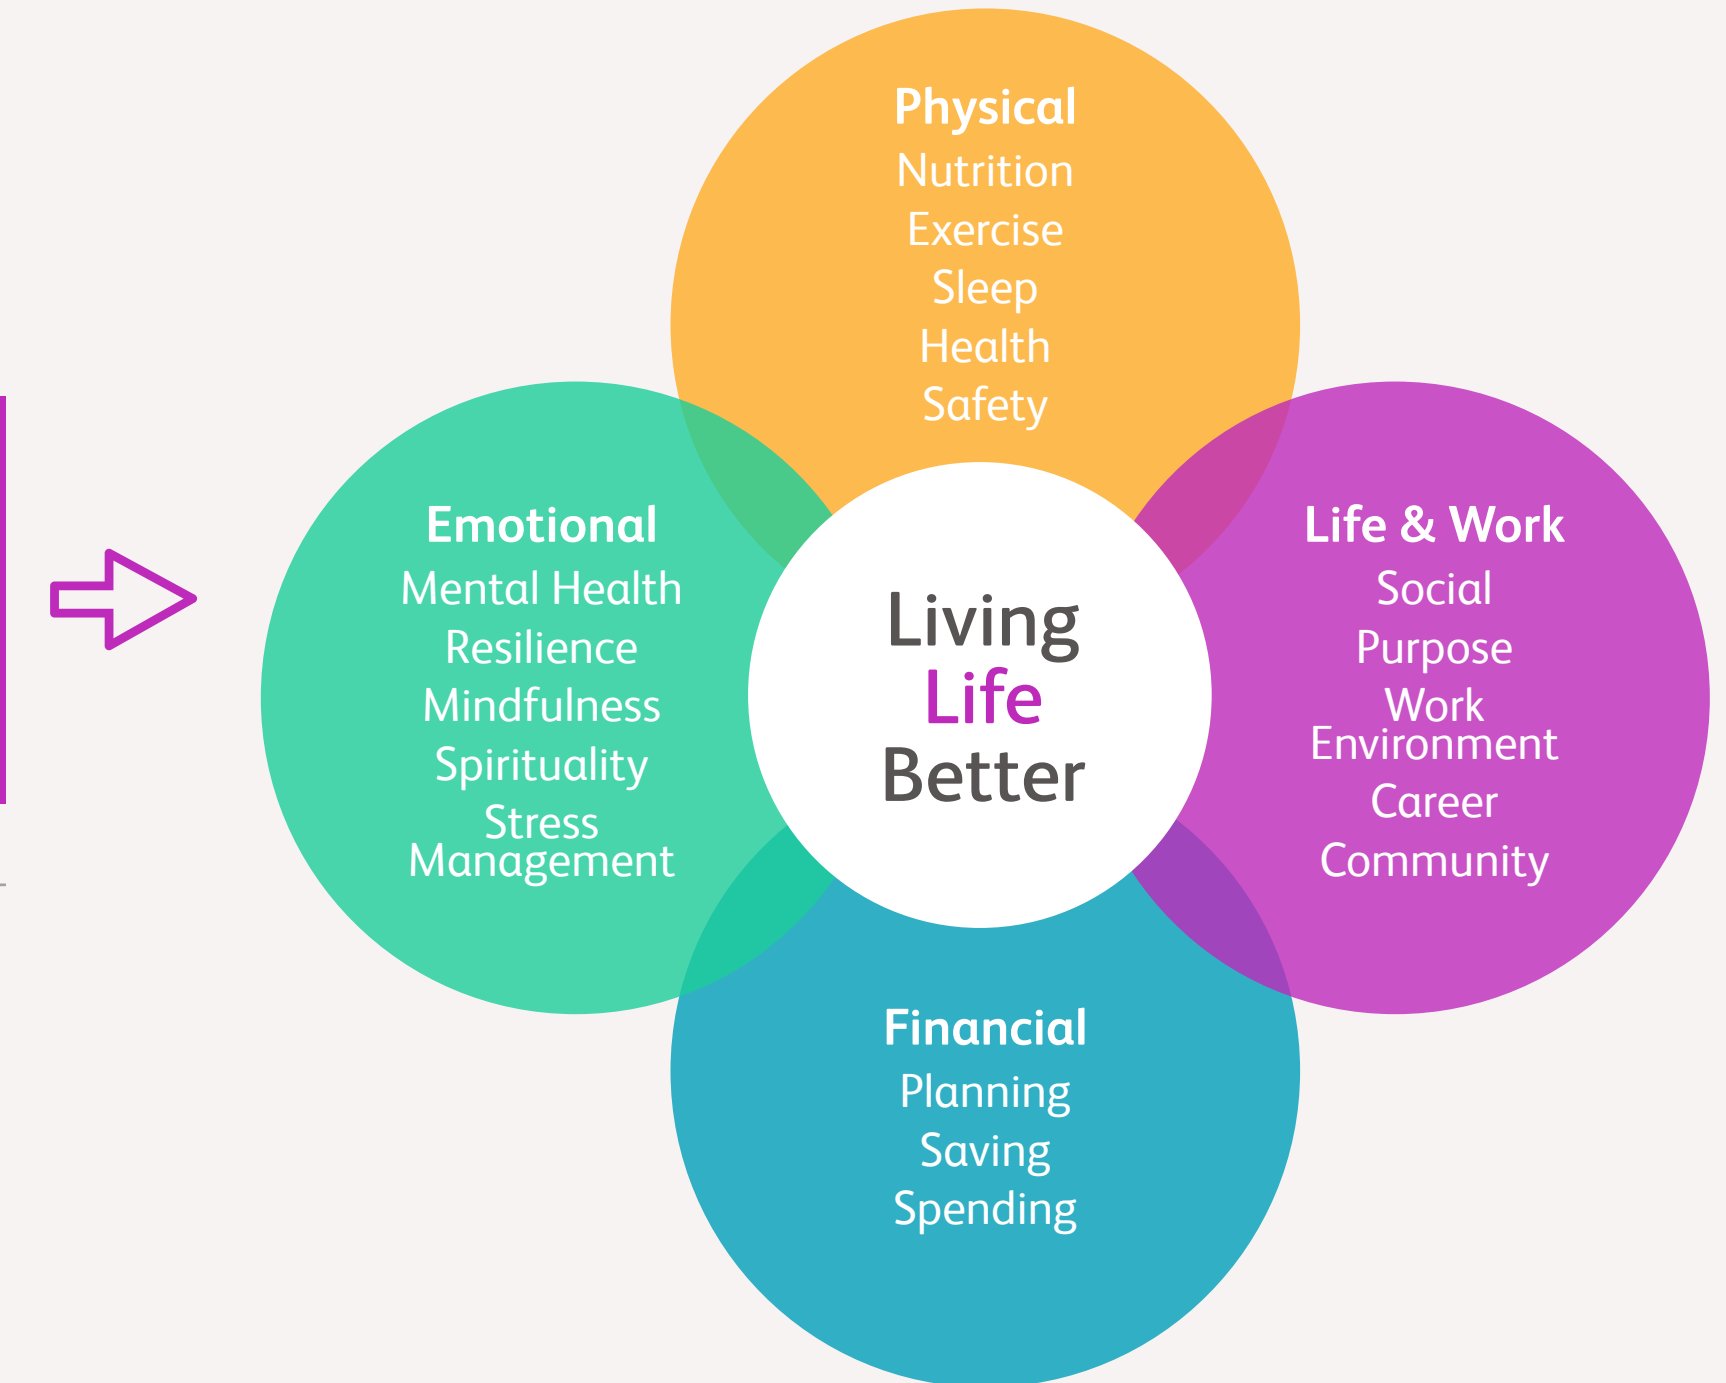 Physical
Nutrition
Exercise
Sleep
Health
Safety
Emotional
Mental Health
Resilience
Mindfulness
Spirituality
Stress
Management
Living
Life
Better
Life & Work
Social
Purpose
Work
Environment
Career
Community
Financial
Planning
Saving
Spending